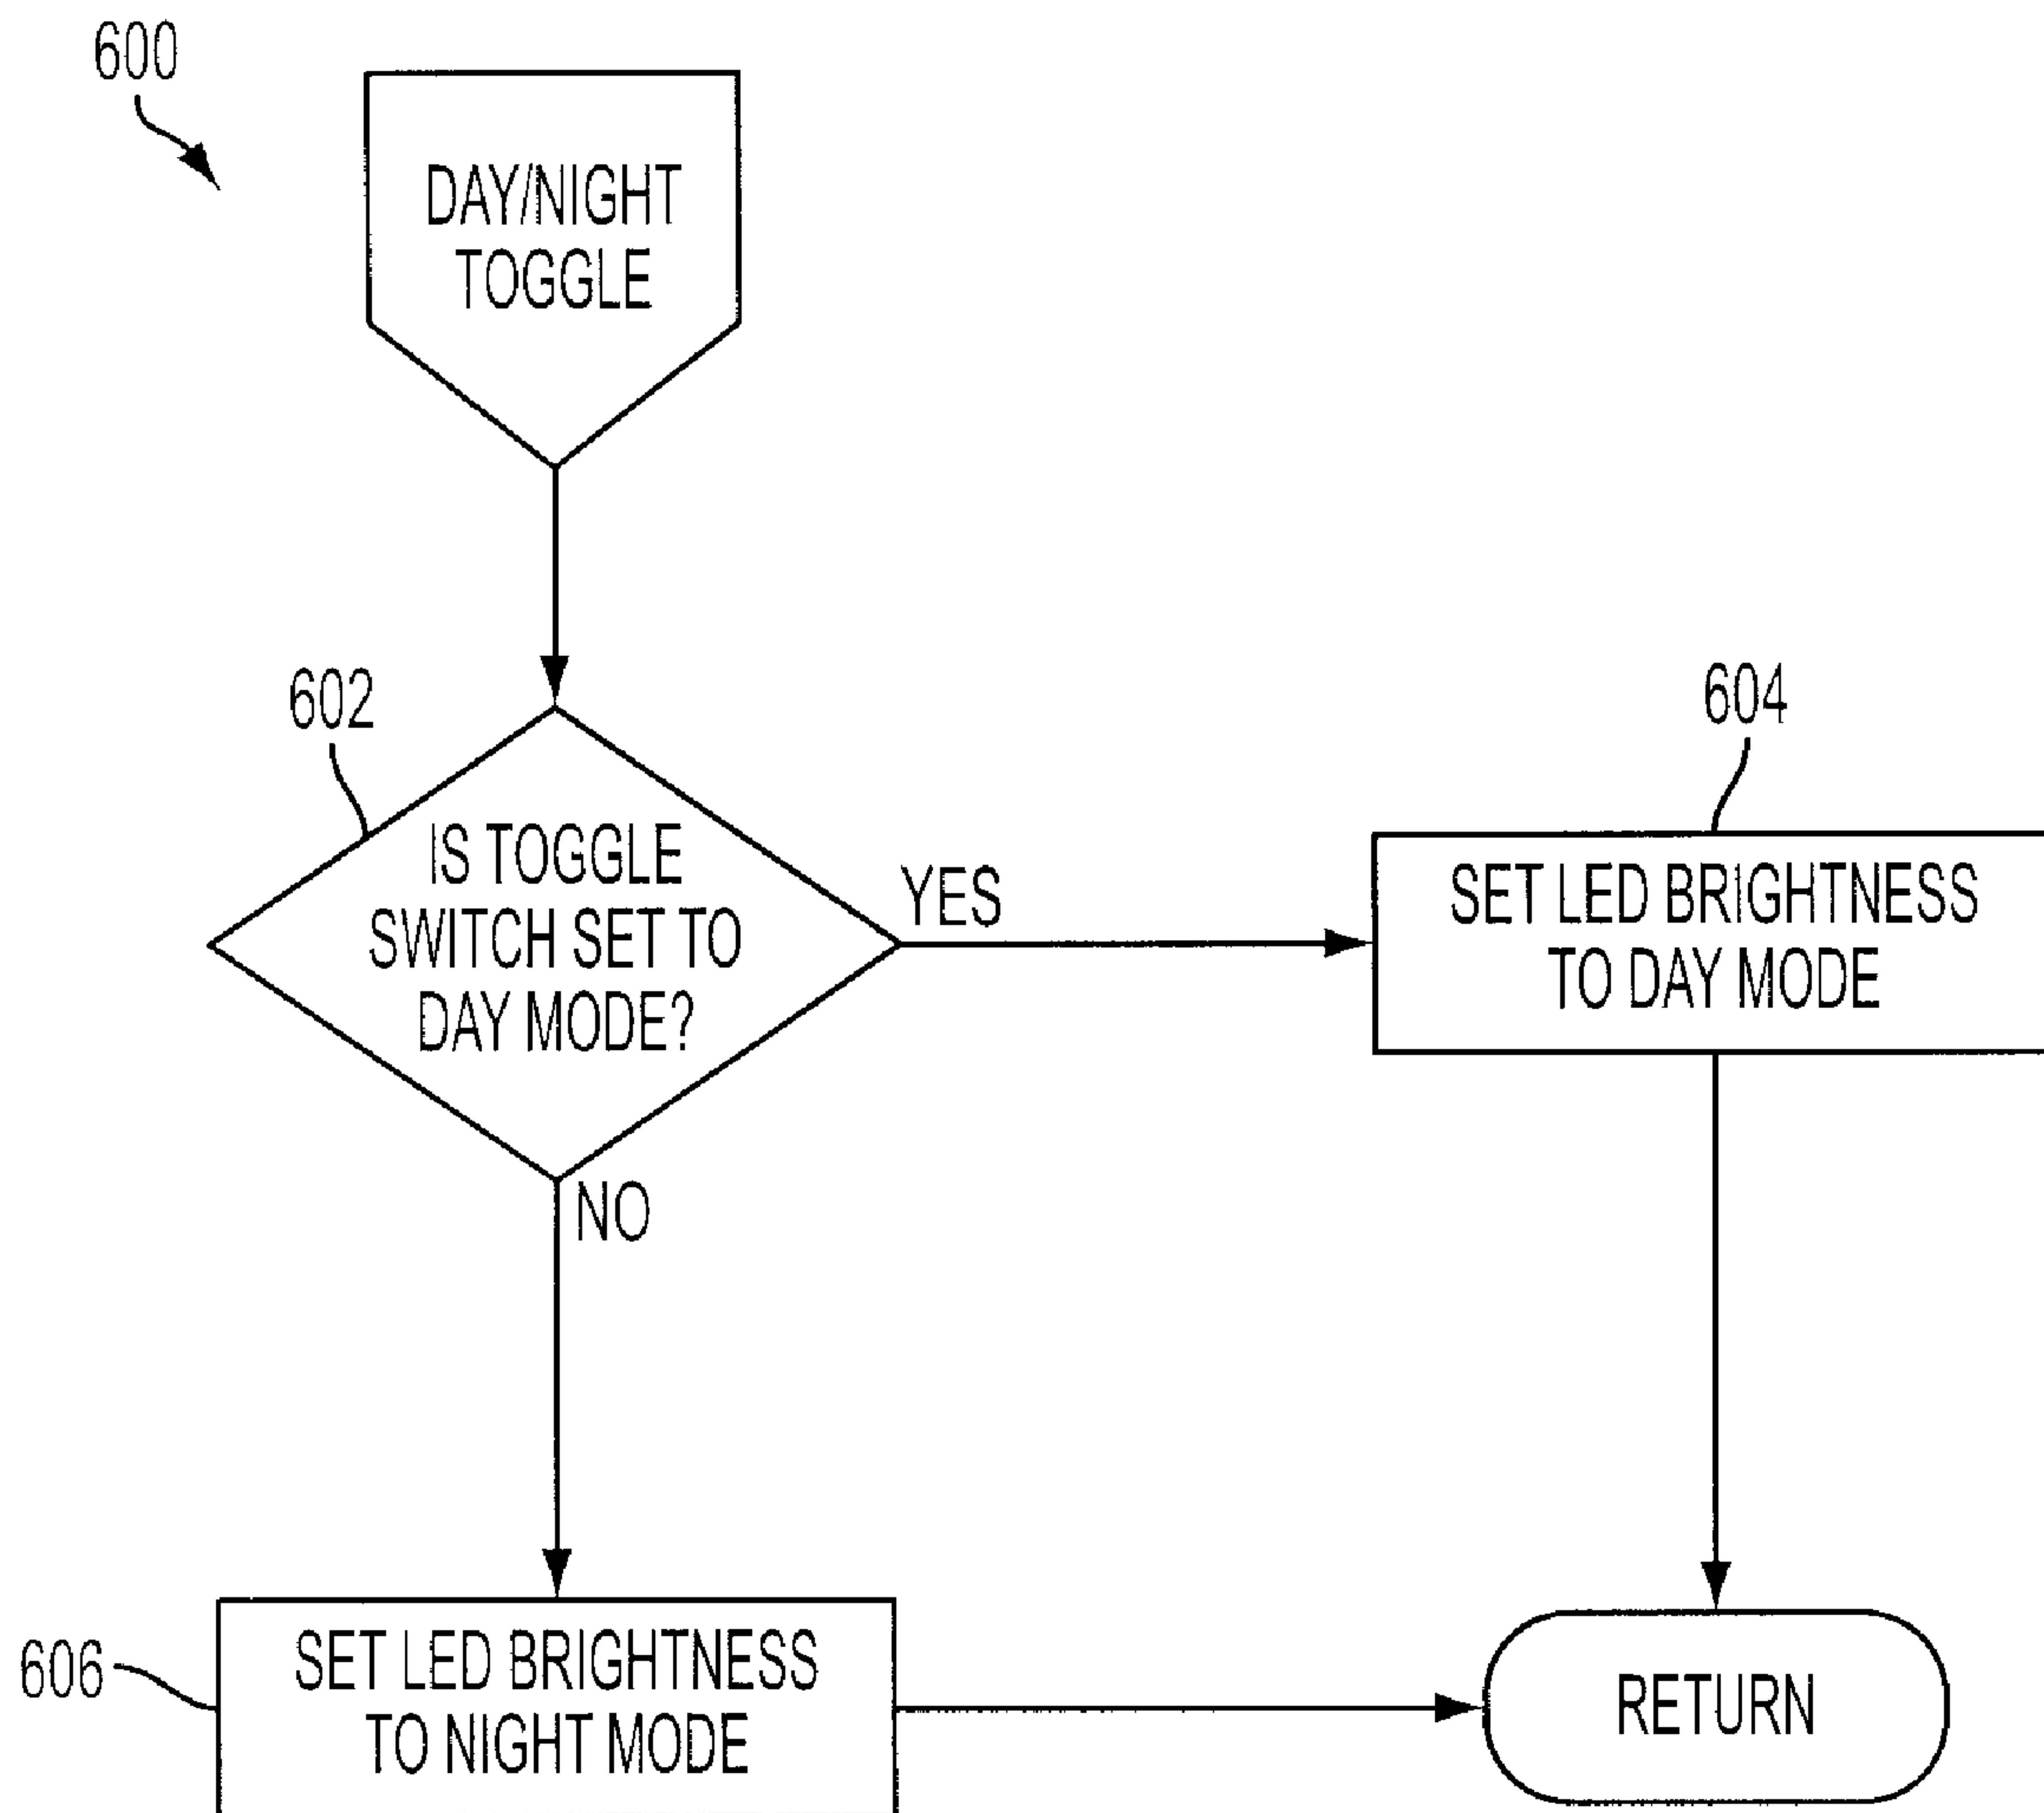 600
DAY/NIGHT
TOGGLE
602
IS TOGGLE
SWITCH SET TO
DAY MODE?
YES
604
SET LED BRIGHTNESS
TO DAY MODE
NO
606
SET LED BRIGHTNESS
TO NIGHT MODE
RETURN